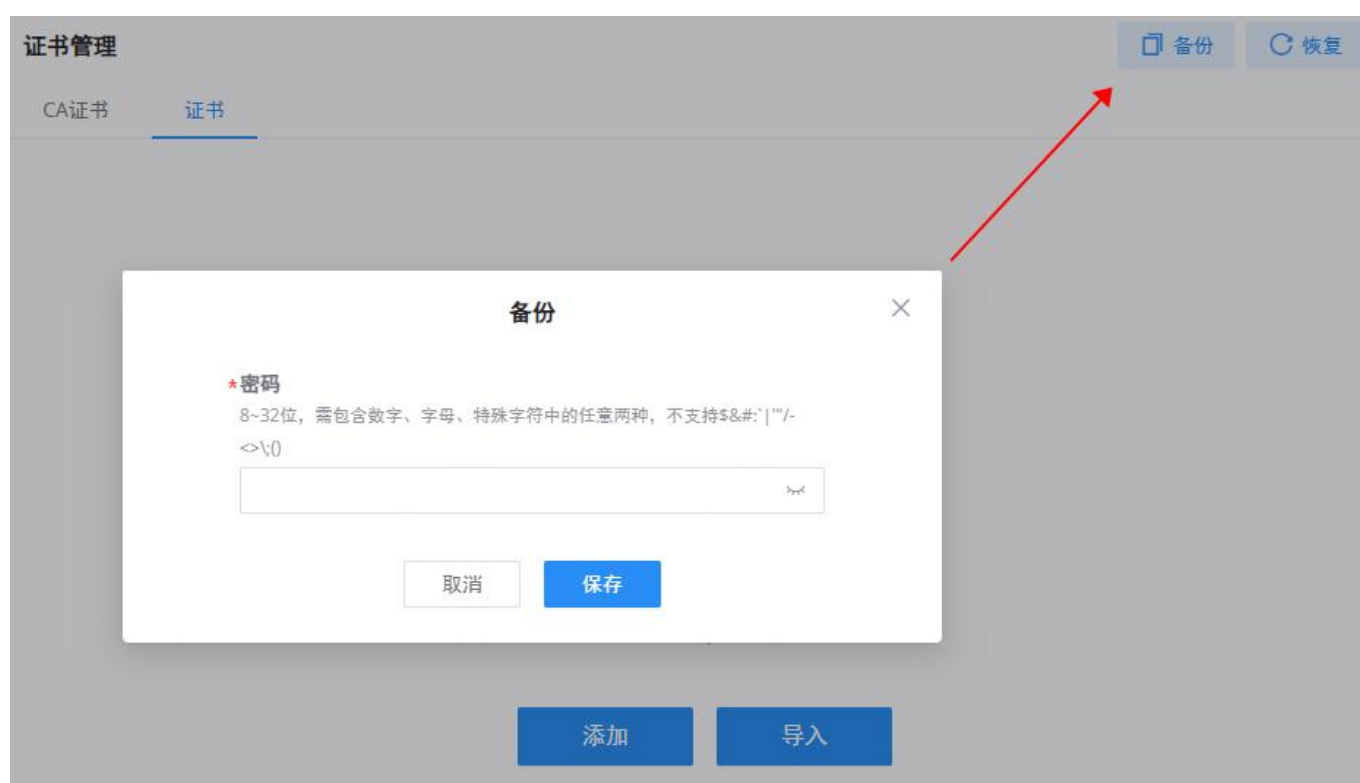 证书管理
备份
恢复
CA证书
证书
备份
*密码
8~32位，需包含数字、字母、特殊字符中的任意两种，不支持$&#:`|'"/-
<>\;()
取消
保存
添加
导入